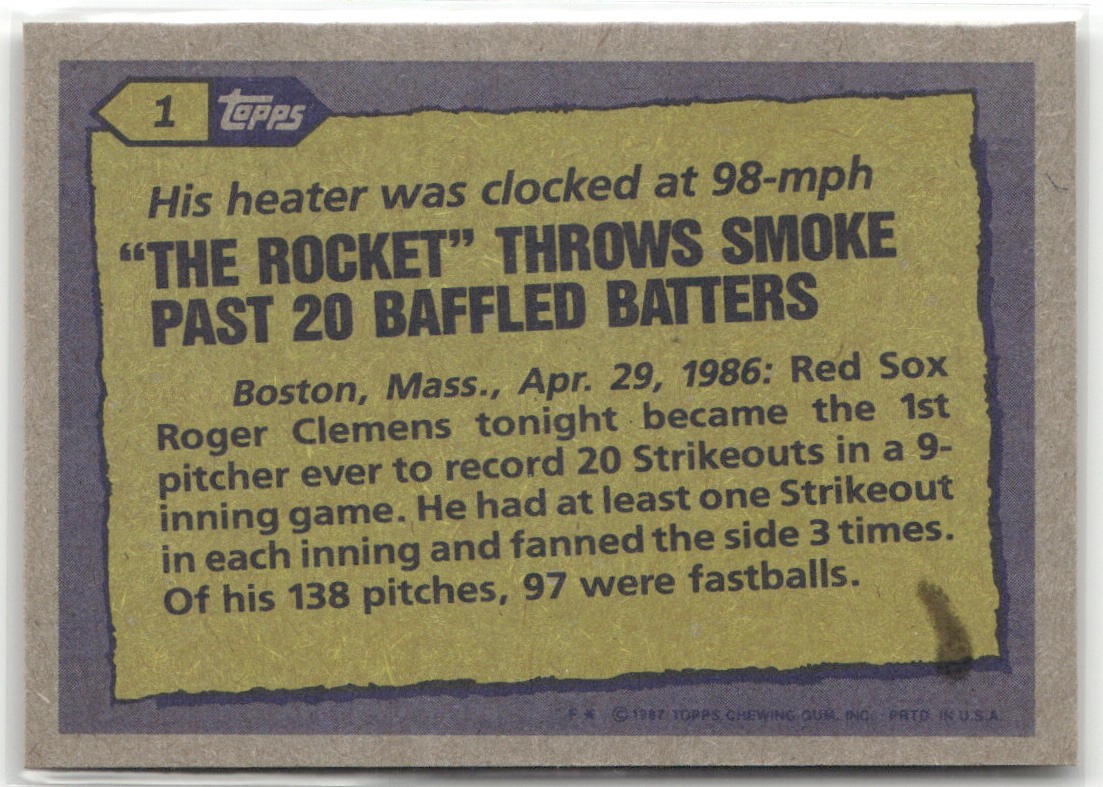 1 Topps
His heater was clocked at 98-mph
“THE ROCKET” THROWS SMOKE
PAST 20 BAFFLED BATTERS
Boston, Mass., Apr. 29, 1986: Red Sox
Roger Clemens tonight became the 1st
pitcher ever to record 20 Strikeouts in a 9-
inning game. He had at least one Strikeout
in each inning and fanned the side 3 times.
Of his 138 pitches, 97 were fastballs.
F * © 1987 TOPPS CHEWING GUM, INC. PRTD. IN U.S.A.